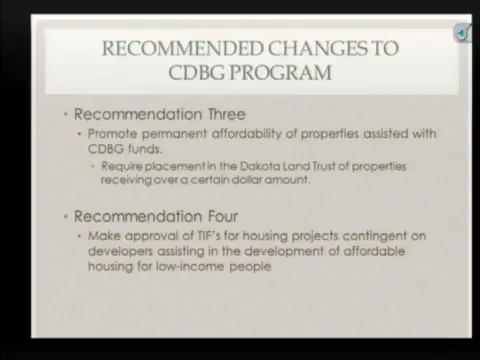 RECOMMENDED CHANGES TO
CDBG PROGRAM
Recommendation Three
Promote permanent affordability of properties assisted with
CDBG funds.
Require placement in the Dakota Land Trust of properties
receiving over a certain dollar amount.
Recommendation Four
Make approval of TIF's for housing projects contingent on
developers assisting in the development of affordable
housing for low-income people